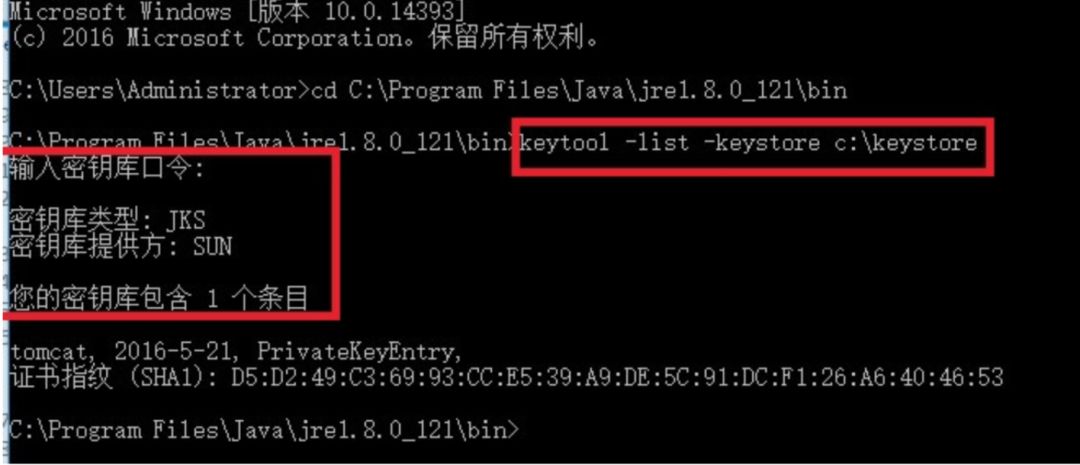 Microsoft Windows [版本 10.0.14393]
(c) 2016 Microsoft Corporation。保留所有权利。
C:\Users\Administrator>cd C:\Program Files\Java\jre1.8.0_121\bin
C:\Program Files\Java\jre1.8.0_121\bin>keytool -list -keystore c:\keystore
输入密钥库口令:
密钥库类型: JKS
密钥库提供方: SUN
您的密钥库包含 1 个条目
tomcat, 2016-5-21, PrivateKeyEntry,
证书指纹 (SHA1): D5:D2:49:C3:69:93:CC:E5:39:A9:DE:5C:91:DC:F1:26:A6:40:46:53
C:\Program Files\Java\jre1.8.0_121\bin>